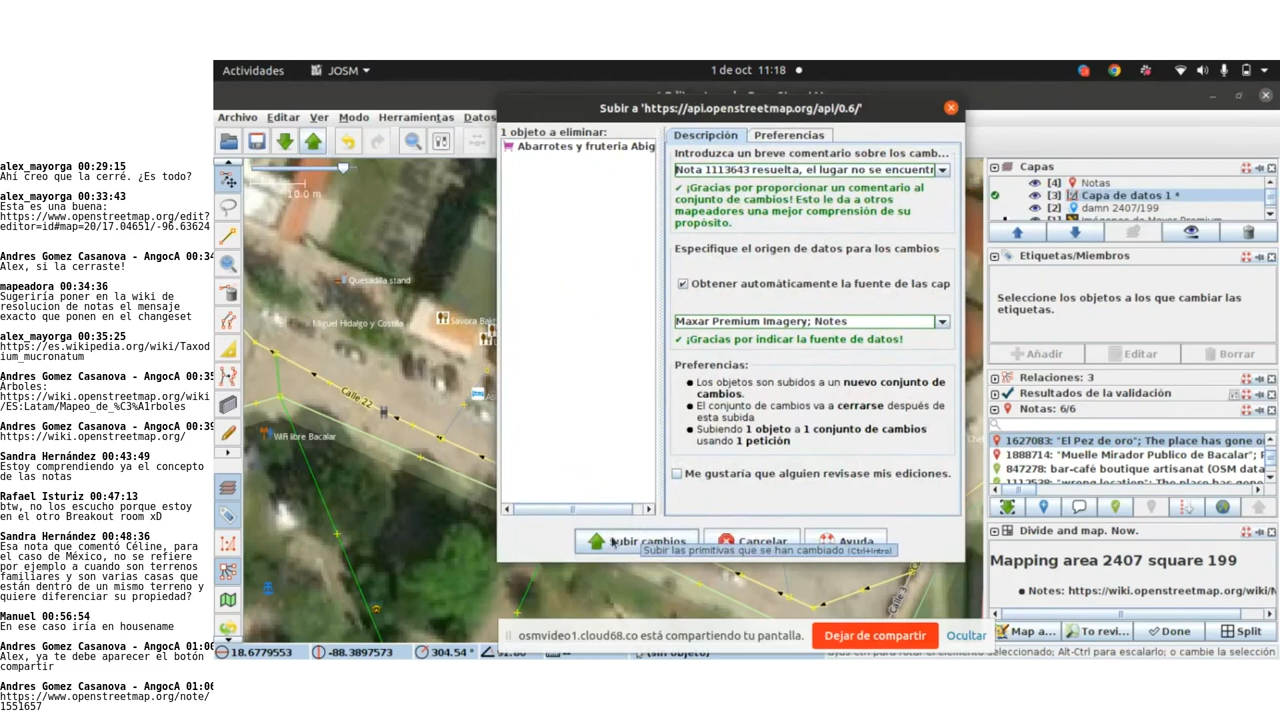 alex_mayorga 00:29:15
Ahí creo que la cerré. ¿Es todo?
alex_mayorga 00:33:43
Esta es una buena:
https://www.openstreetmap.org/edit?
editor=id#map=20/17.04651/-96.63624
Andres Gomez Casanova - AngocA 00:34
Alex, si la cerraste!
mapeadora 00:34:36
Sugeriría poner en la wiki de
resolucion de notas el mensaje
exacto que ponen en el changeset
alex_mayorga 00:35:25
https://es.wikipedia.org/wiki/Taxod
ium_mucronatum
Andres Gomez Casanova - AngocA 00:35
Arboles:
https://wiki.openstreetmap.org/wiki
/ES:Latam/Mapeo_de_%C3%A1rboles
Andres Gomez Casanova - AngocA 00:39
https://wiki.openstreetmap.org/
Sandra Hernández 00:43:49
Estoy comprendiendo ya el concepto
de las notas
Rafael Isturiz 00:47:13
btw, no los escucho porque estoy
en el otro Breakout room xD
Sandra Hernández 00:48:36
Esa nota que comentó Céline, para
el caso de México, no se refiere
por ejemplo a cuando son terrenos
familiares y son varias casas que
están dentro de un mismo terreno y
quiere diferenciar su propiedad?
Manuel 00:56:54
En ese caso iría en housename
Andres Gomez Casanova - AngocA 01:06
Alex, ya te debe aparecer el botón
compartir
Andres Gomez Casanova - AngocA 01:06
https://www.openstreetmap.org/note/
1551657
Actividades JOSM 1 de oct 11:18
Archivo Editar Ver Modo Herramientas Datos
10.0 m
Quesadilla stand
Miguel Hidalgo y Costilla
Savora
Calle 22
WiR libre Bacalar
Calle 3
Subir a 'https://api.openstreetmap.org/api/0.6/'
1 objeto a eliminar:
Abarrotes y fruteria Abig
Descripción Preferencias
Introduzca un breve comentario sobre los camb...
Nota 1113643 resuelta, el lugar no se encuentr
✔ ¡Gracias por proporcionar un comentario al
conjunto de cambios! Esto le da a otros
mapeadores una mejor comprensión de su
propósito.
Especifique el origen de datos para los cambios
Obtener automáticamente la fuente de las cap
Maxar Premium Imagery; Notes
✔ ¡Gracias por indicar la fuente de datos!
Preferencias:
● Los objetos son subidos a un nuevo conjunto de
cambios.
● El conjunto de cambios va a cerrarse después de
esta subida
● Subiendo 1 objeto a 1 conjunto de cambios
usando 1 petición
Me gustaría que alguien revisase mis ediciones.
Subir cambios Cancelar Ayuda
Subir las primitivas que se han cambiado (Ctrl+Intro)
osmvideo1.cloud68.co está compartiendo tu pantalla. Dejar de compartir Ocultar
Capas
[4] Notas
[3] Capa de datos 1 *
[2] damn 2407/199
Etiquetas/Miembros
Seleccione los objetos a los que cambiar las
etiquetas.
Añadir Editar Borrar
Relaciones: 3
Resultados de la validación
Notas: 6/6
1627083: "El Pez de oro"; The place has gone o
1888714: "Muelle Mirador Publico de Bacalar"; F
847278: bar-cafè boutique artisanat (OSM data
Divide and map. Now.
Mapping area 2407 square 199
● Notes: https://wiki.openstreetmap.org/wiki/N
Map a... To revi... Done Split
18.6779553 -88.3897573 304.54 °
seleccionado; Alt-Ctrl para escalarlo; o cambie la selección